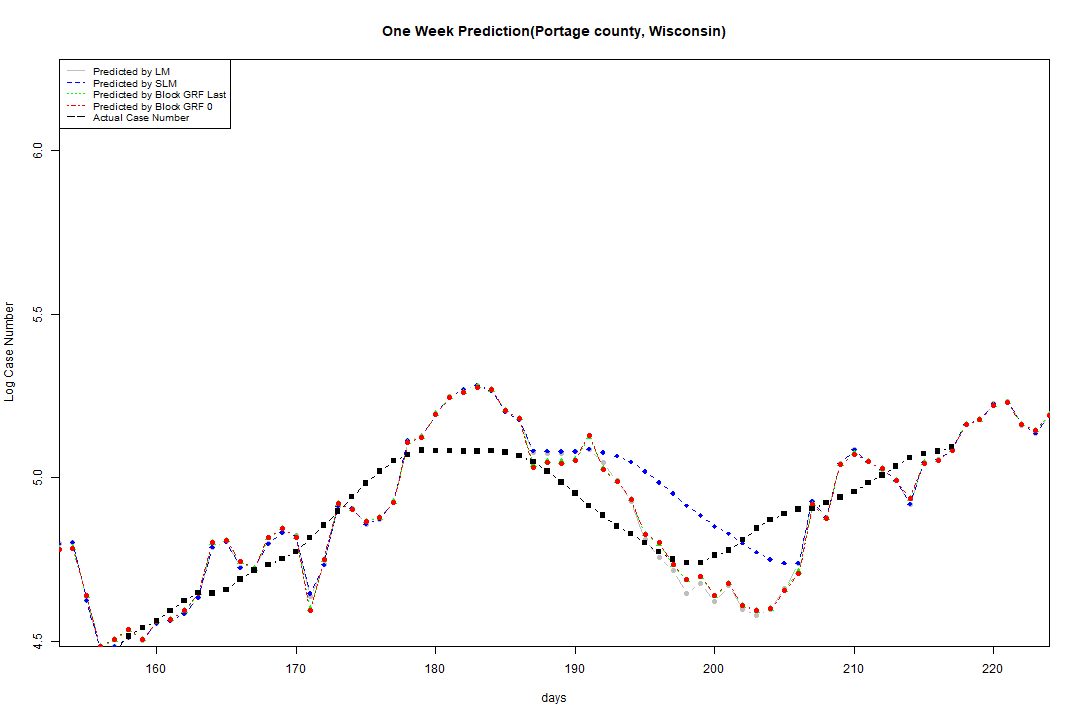 One Week Prediction(Portage county, Wisconsin)
Predicted by LM
Predicted by SLM
Predicted by Block GRF Last
Predicted by Block GRF 0
Actual Case Number
6.0
5.5
5.0
4.5
Log Case Number
160 170 180 190 200 210 220
days